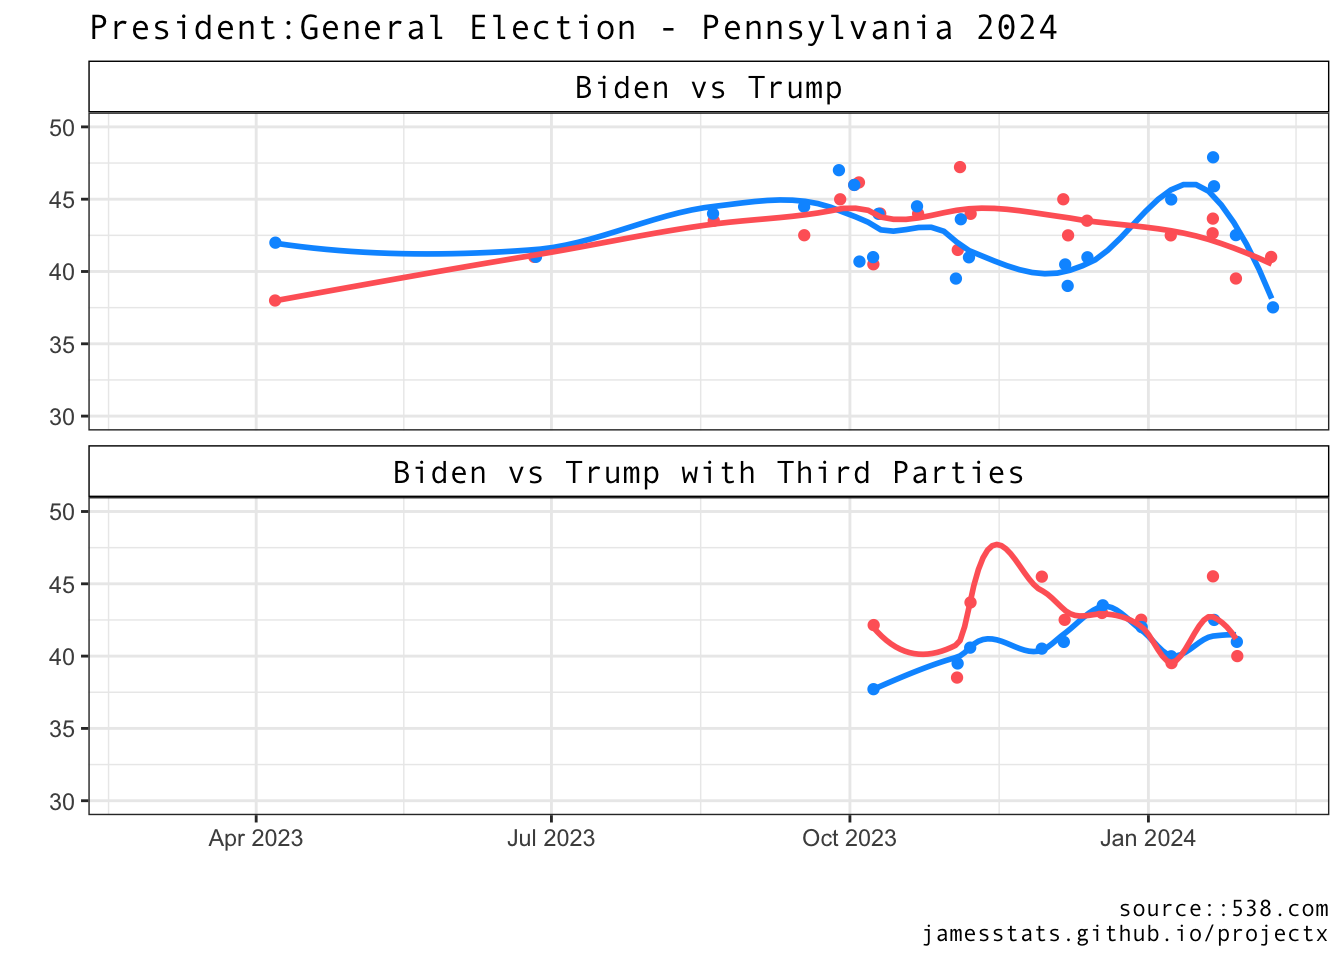 President:General Election - Pennsylvania 2024
Biden vs Trump
50
45
40
35
30
Biden vs Trump with Third Parties
50
45
40
35
30
Apr 2023 Jul 2023 Oct 2023 Jan 2024
source::538.com
jamesstats.github.io/projectx